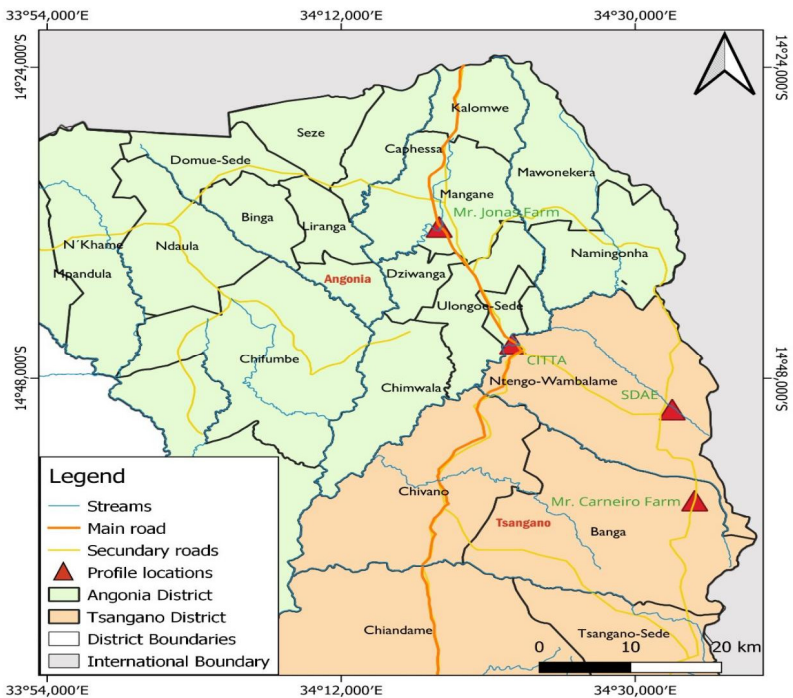 33°54,000′E
34°12,000′E
34°30,000′E
14°24,000′S
14°24,000′S
Kalomwe
Seze
Caphessa
Domue-Sede
Mawonekera
Mangane
Mr. Jonas Farm
Binga
Liranga
N´Khame
Ndaula
Namingonha
Mpandula
Angonia
Dziwanga
Ulongoe-Sede
CITTA
Chifumbe
Ntengo-Wambalame
Chimwala
SDAE
14°48,000′S
14°48,000′S
Legend
Streams
Main road
Secundary roads
Profile locations
Angonia District
Tsangano District
District Boundaries
International Boundary
Chivano
Mr. Carneiro Farm
Tsangano
Banga
Chiandame
Tsangano-Sede
0 10 20 km
33°54,000′E
34°12,000′E
34°30,000′E